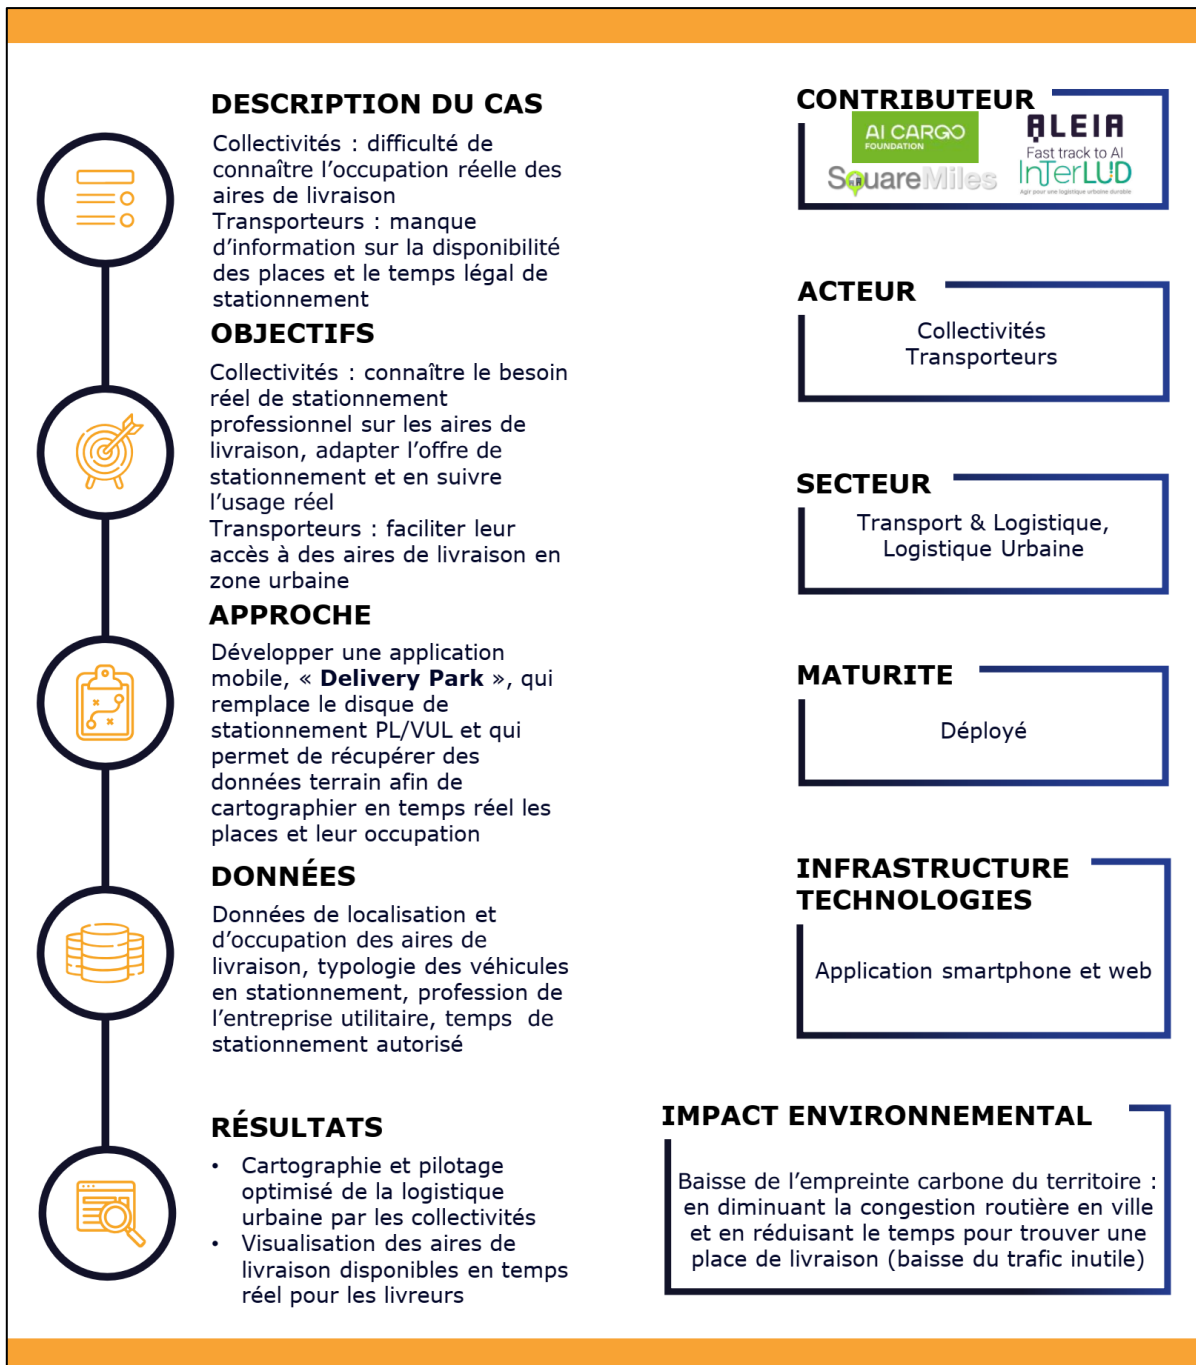 DESCRIPTION DU CAS
Collectivités : difficulté de
connaître l’occupation réelle des
aires de livraison
Transporteurs : manque
d’information sur la disponibilité
des places et le temps légal de
stationnement
OBJECTIFS
Collectivités : connaître le besoin
réel de stationnement
professionnel sur les aires de
livraison, adapter l’offre de
stationnement et en suivre
l’usage réel
Transporteurs : faciliter leur
accès à des aires de livraison en
zone urbaine
APPROCHE
Développer une application
mobile, « Delivery Park », qui
remplace le disque de
stationnement PL/VUL et qui
permet de récupérer des
données terrain afin de
cartographier en temps réel les
places et leur occupation
DONNÉES
Données de localisation et
d’occupation des aires de
livraison, typologie des véhicules
en stationnement, profession de
l’entreprise utilitaire, temps  de
stationnement autorisé
RÉSULTATS
• Cartographie et pilotage
optimisé de la logistique
urbaine par les collectivités
• Visualisation des aires de
livraison disponibles en temps
réel pour les livreurs
CONTRIBUTEUR
AI CARGO
FOUNDATION
ALEIA
Fast track to AI
SquareMiles
InTerLUD
Agir pour une logistique urbaine durable
ACTEUR
Collectivités
Transporteurs
SECTEUR
Transport & Logistique,
Logistique Urbaine
MATURITE
Déployé
INFRASTRUCTURE
TECHNOLOGIES
Application smartphone et web
IMPACT ENVIRONNEMENTAL
Baisse de l’empreinte carbone du territoire :
en diminuant la congestion routière en ville
et en réduisant le temps pour trouver une
place de livraison (baisse du trafic inutile)